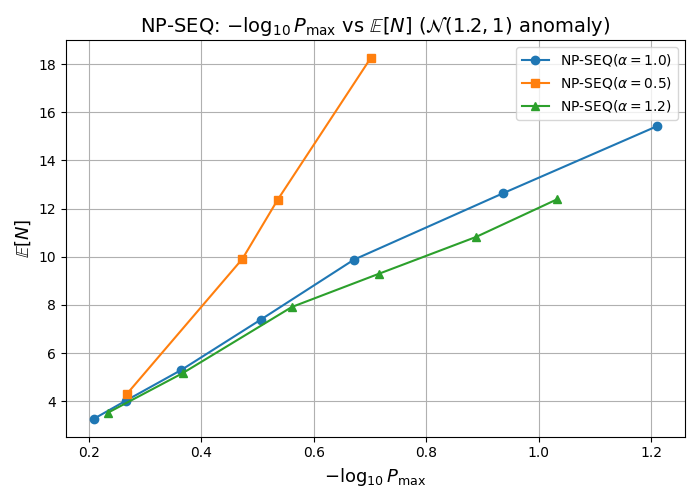 NP-SEQ: −log₁₀ P_max vs 𝔼[N] (𝒩(1.2, 1) anomaly)
NP-SEQ(α = 1.0)
NP-SEQ(α = 0.5)
NP-SEQ(α = 1.2)
𝔼[N]
18
16
14
12
10
8
6
4
0.2 0.4 0.6 0.8 1.0 1.2
−log₁₀ P_max